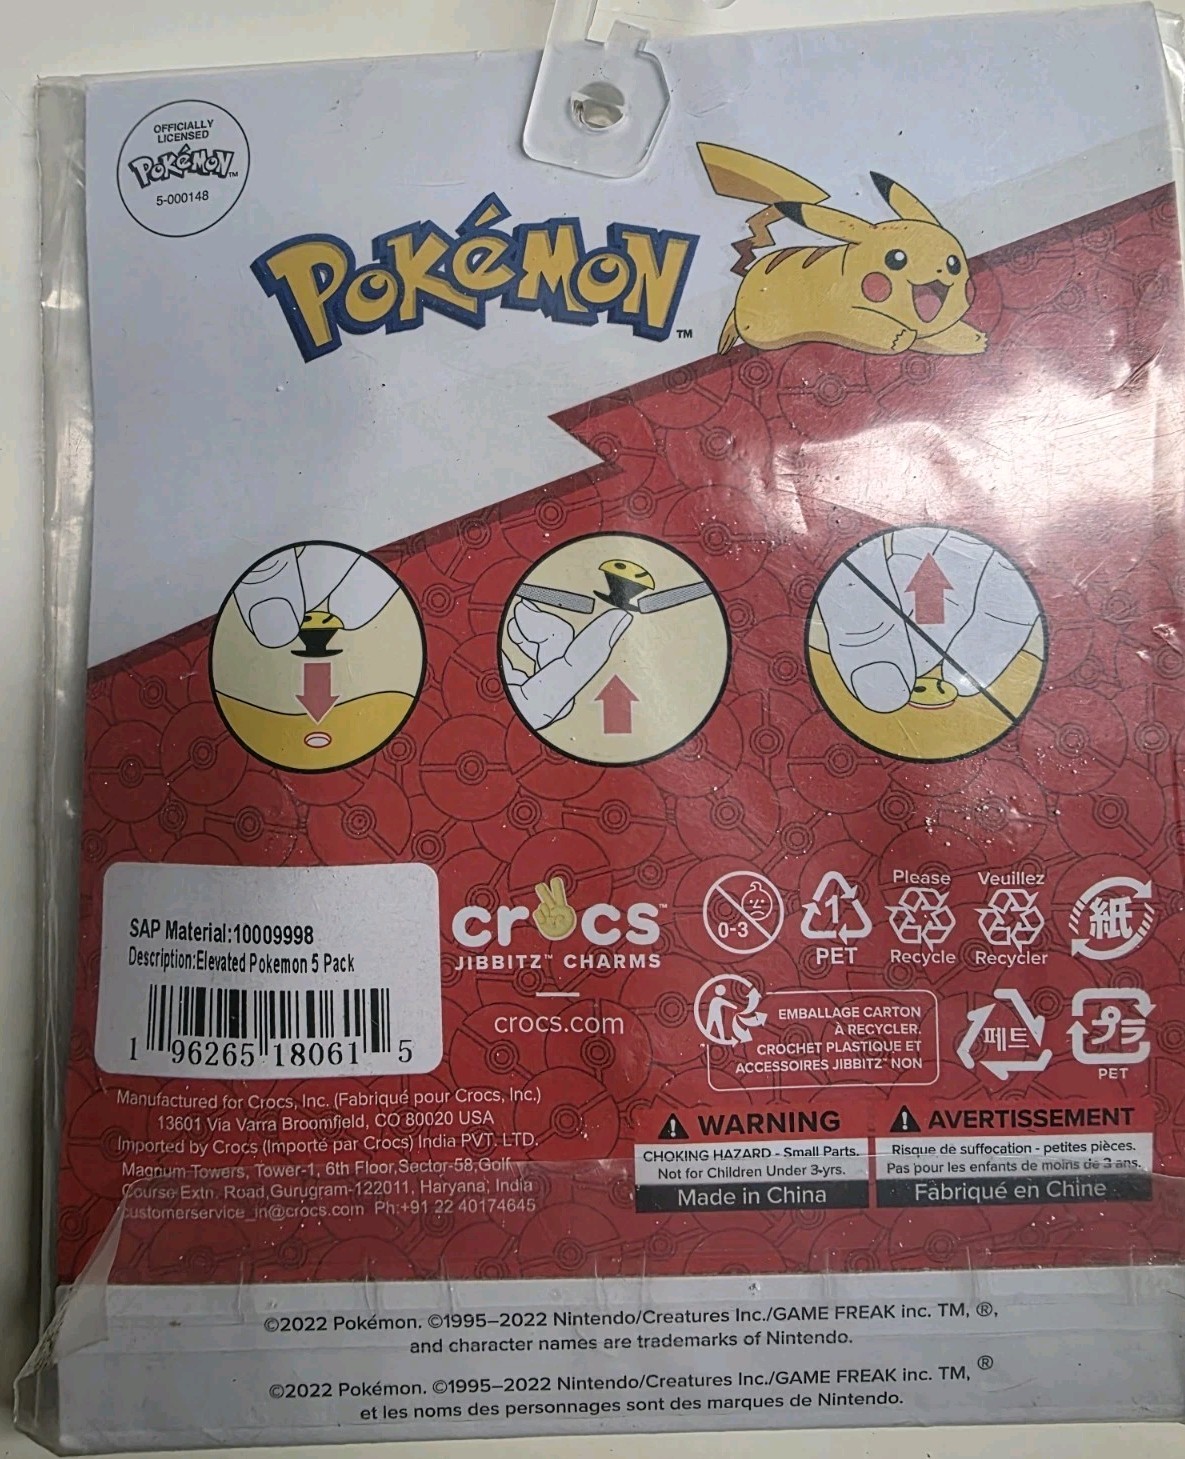 OFFICIALLY
LICENSED
POKéMON™
5-000148
POKéMON™
SAP Material:10009998
Description:Elevated Pokemon 5 Pack
1 96265 18061 5
crocs™
JIBBITZ™ CHARMS
crocs.com
0-3
1
PET
Please
Recycle
Veuillez
Recycler
紙
EMBALLAGE CARTON
À RECYCLER.
CROCHET PLASTIQUE ET
ACCESSOIRES JIBBITZ™ NON
페트
プラ
PET
Manufactured for Crocs, Inc. (Fabriqué pour Crocs, Inc.)
13601 Via Varra Broomfield, CO 80020 USA
Imported by Crocs (Importé par Crocs) India PVT. LTD.
Magnum Towers, Tower-1, 6th Floor,Sector-58,Golf
Course Extn. Road,Gurugram-122011, Haryana, India
customerservice_in@crocs.com Ph:+91 22 40174645
WARNING
CHOKING HAZARD - Small Parts.
Not for Children Under 3-yrs.
Made in China
AVERTISSEMENT
Risque de suffocation - petites pièces.
Pas pour les enfants de moins de 3 ans.
Fabriqué en Chine
©2022 Pokémon. ©1995–2022 Nintendo/Creatures Inc./GAME FREAK inc. TM, ®,
and character names are trademarks of Nintendo.
©2022 Pokémon. ©1995–2022 Nintendo/Creatures Inc./GAME FREAK inc. TM, ®
et les noms des personnages sont des marques de Nintendo.